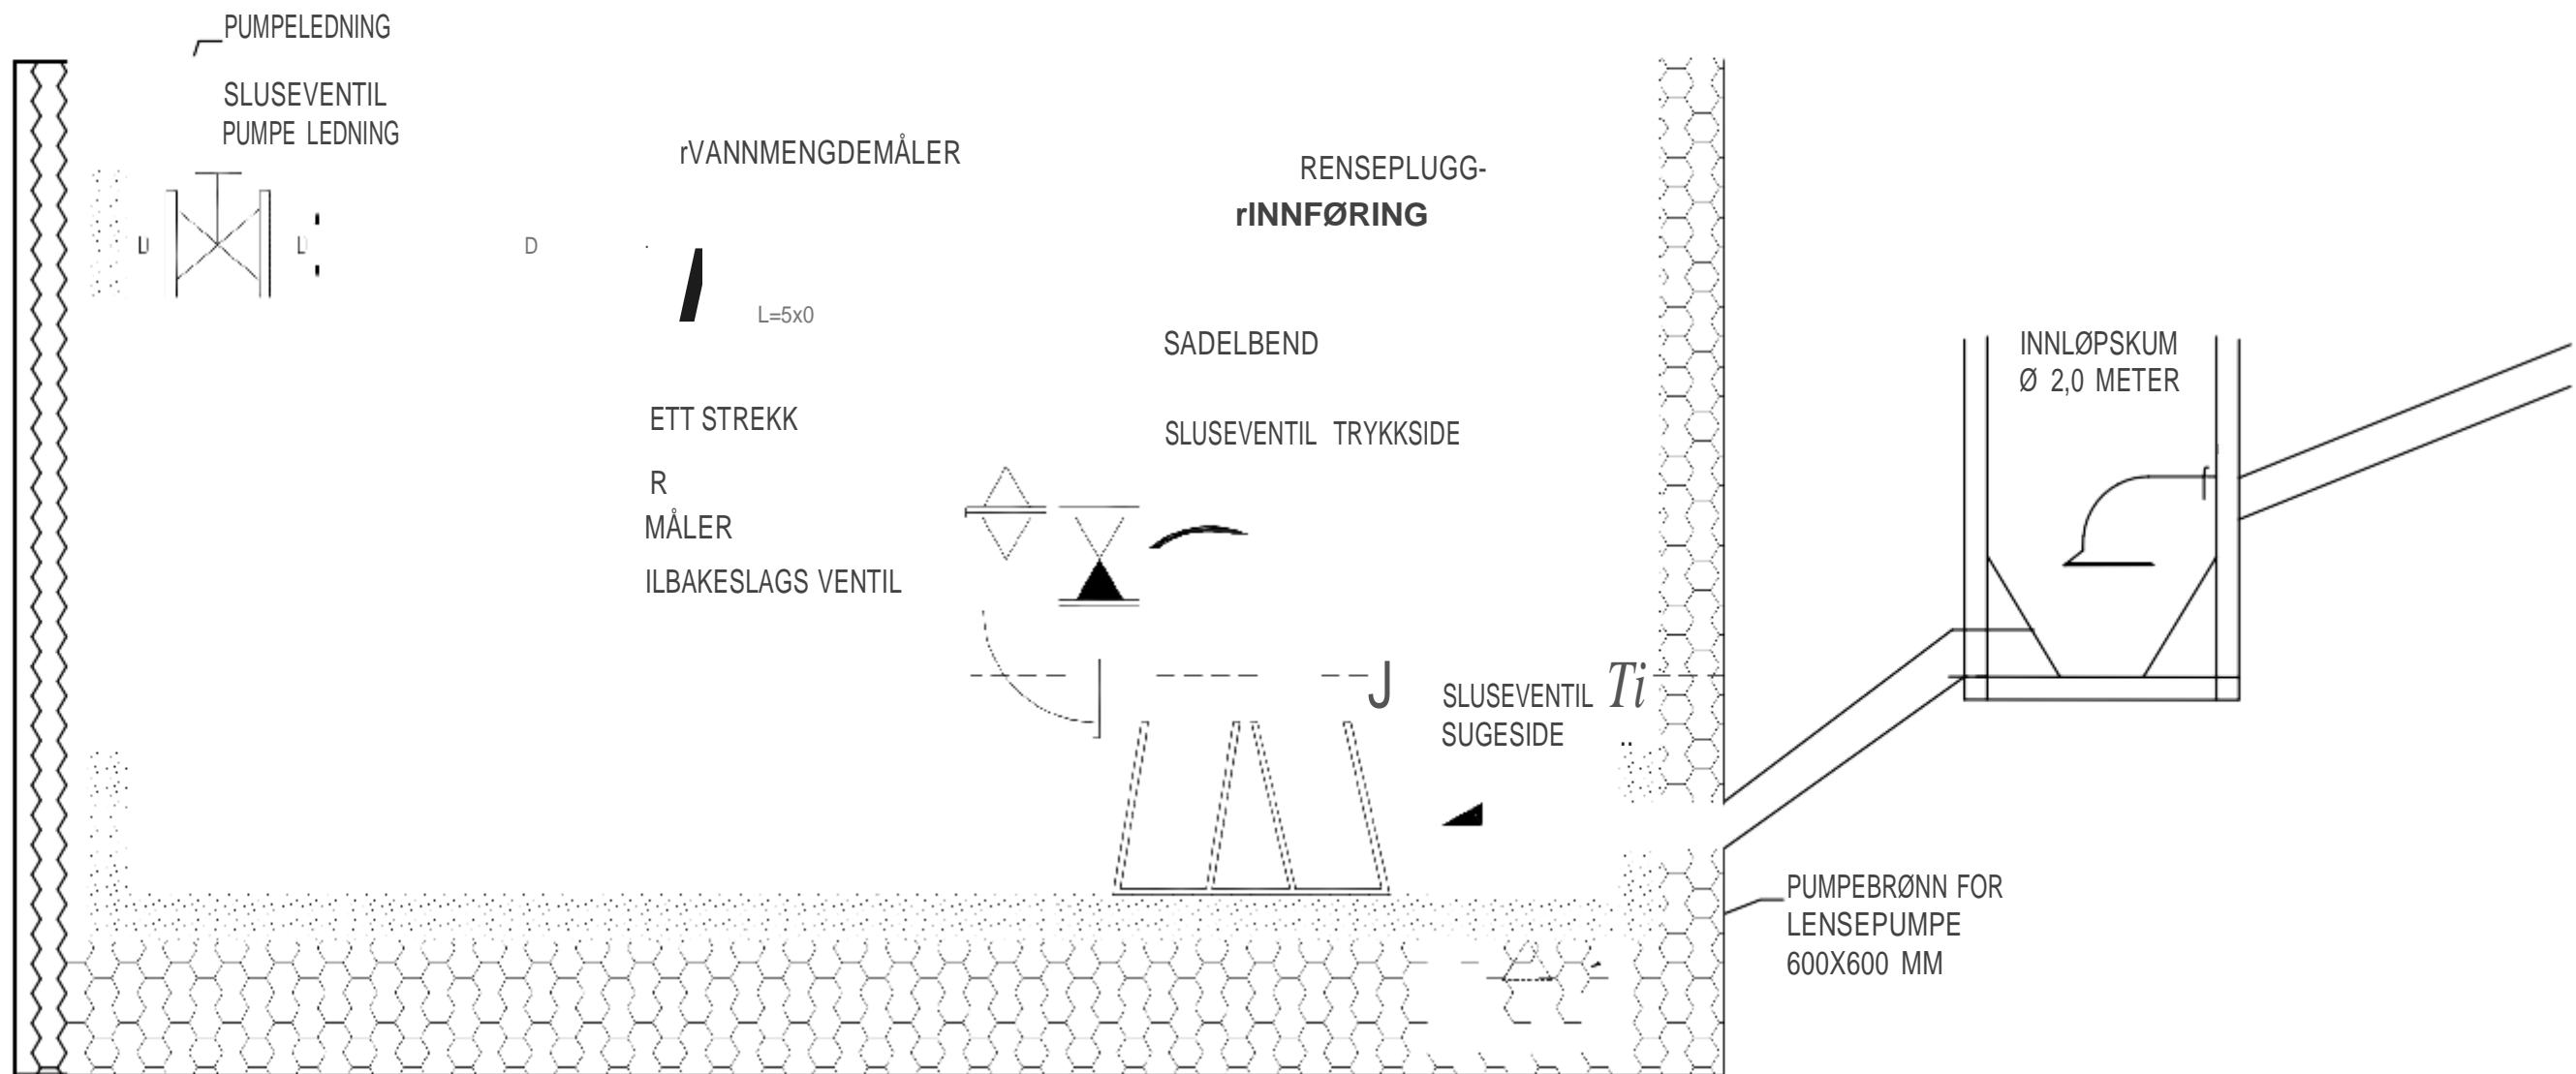 PUMPELEDNING
SLUSEVENTIL
PUMPE LEDNING
rVANNMENGDEMÅLER
RENSEPLUGG-
rINNFØRING
D
L=5x0
SADELBEND
INNLØPSKUM
Ø 2,0 METER
ETT STREKK
SLUSEVENTIL TRYKKSIDE
R
MÅLER
ILBAKESLAGS VENTIL
J
Ti
SLUSEVENTIL
SUGESIDE
PUMPEBRØNN FOR
LENSEPUMPE
600X600 MM